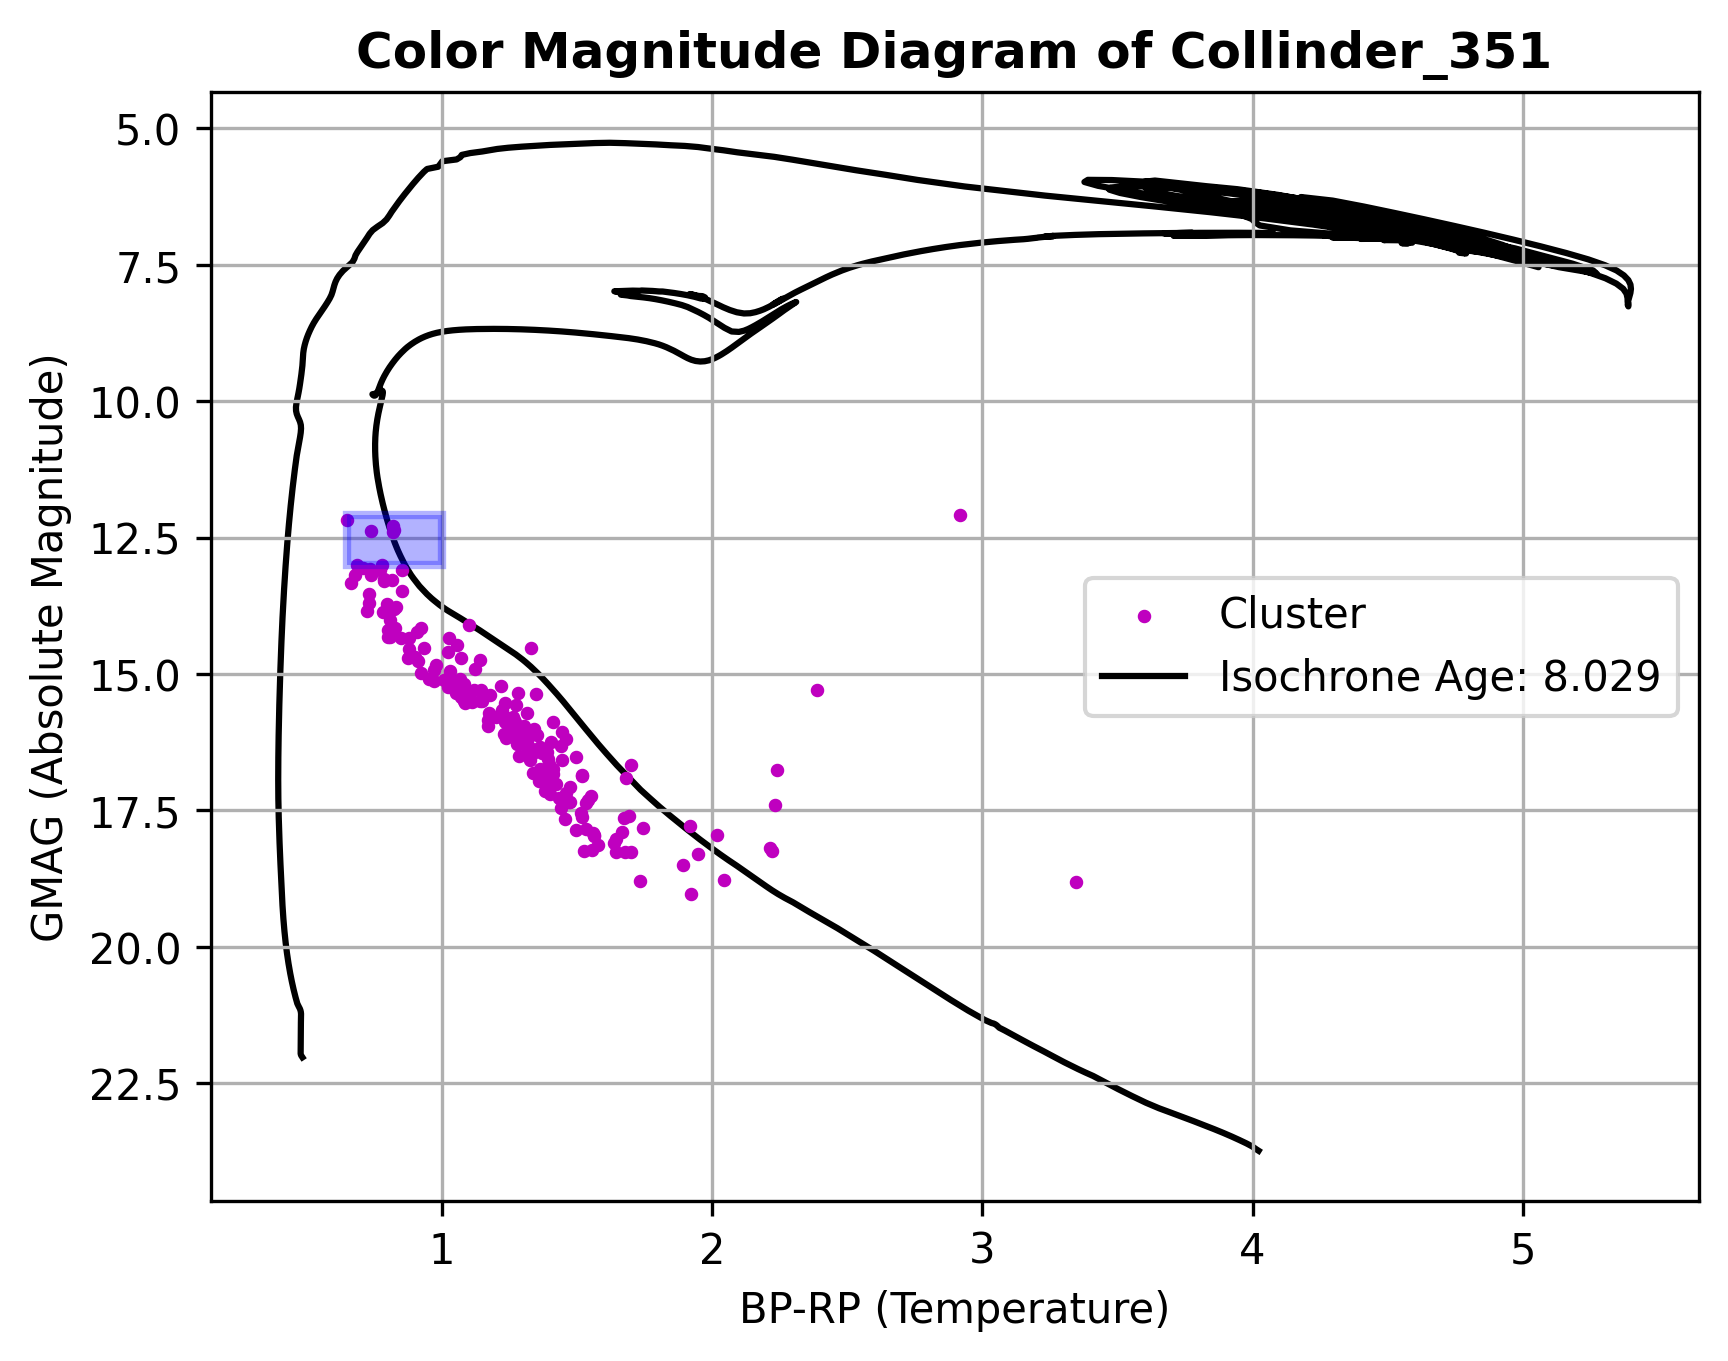 Color Magnitude Diagram of Collinder_351
GMAG (Absolute Magnitude)
5.0
7.5
10.0
12.5
15.0
17.5
20.0
22.5
Cluster
Isochrone Age: 8.029
1 2 3 4 5
BP-RP (Temperature)